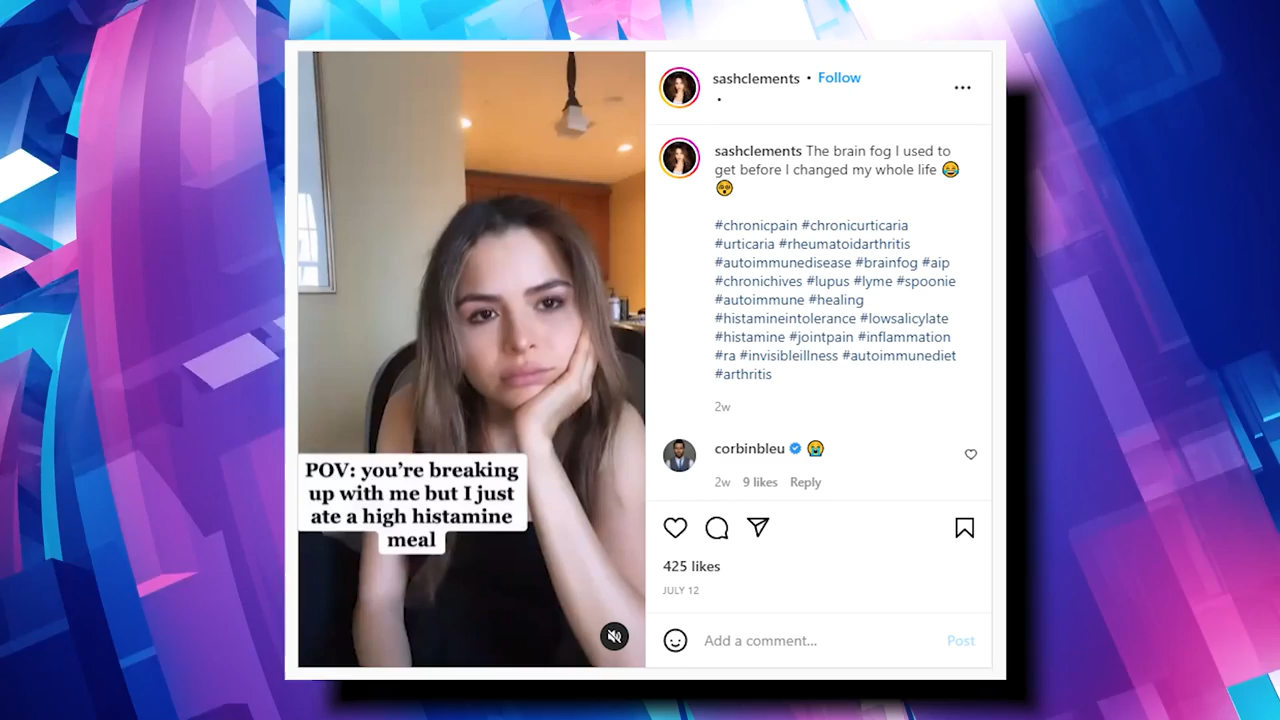 POV: you're breaking
up with me but I just
ate a high histamine
meal
sashclements • Follow
•
sashclements The brain fog I used to
get before I changed my whole life 😂
😵
#chronicpain #chronicurticaria
#urticaria #rheumatoidarthritis
#autoimmunedisease #brainfog #aip
#chronichives #lupus #lyme #spoonie
#autoimmune #healing
#histamineintolerance #lowsalicylate
#histamine #jointpain #inflammation
#ra #invisibleillness #autoimmunediet
#arthritis
2w
corbinbleu 😭
2w 9 likes Reply
425 likes
JULY 12
Add a comment... Post